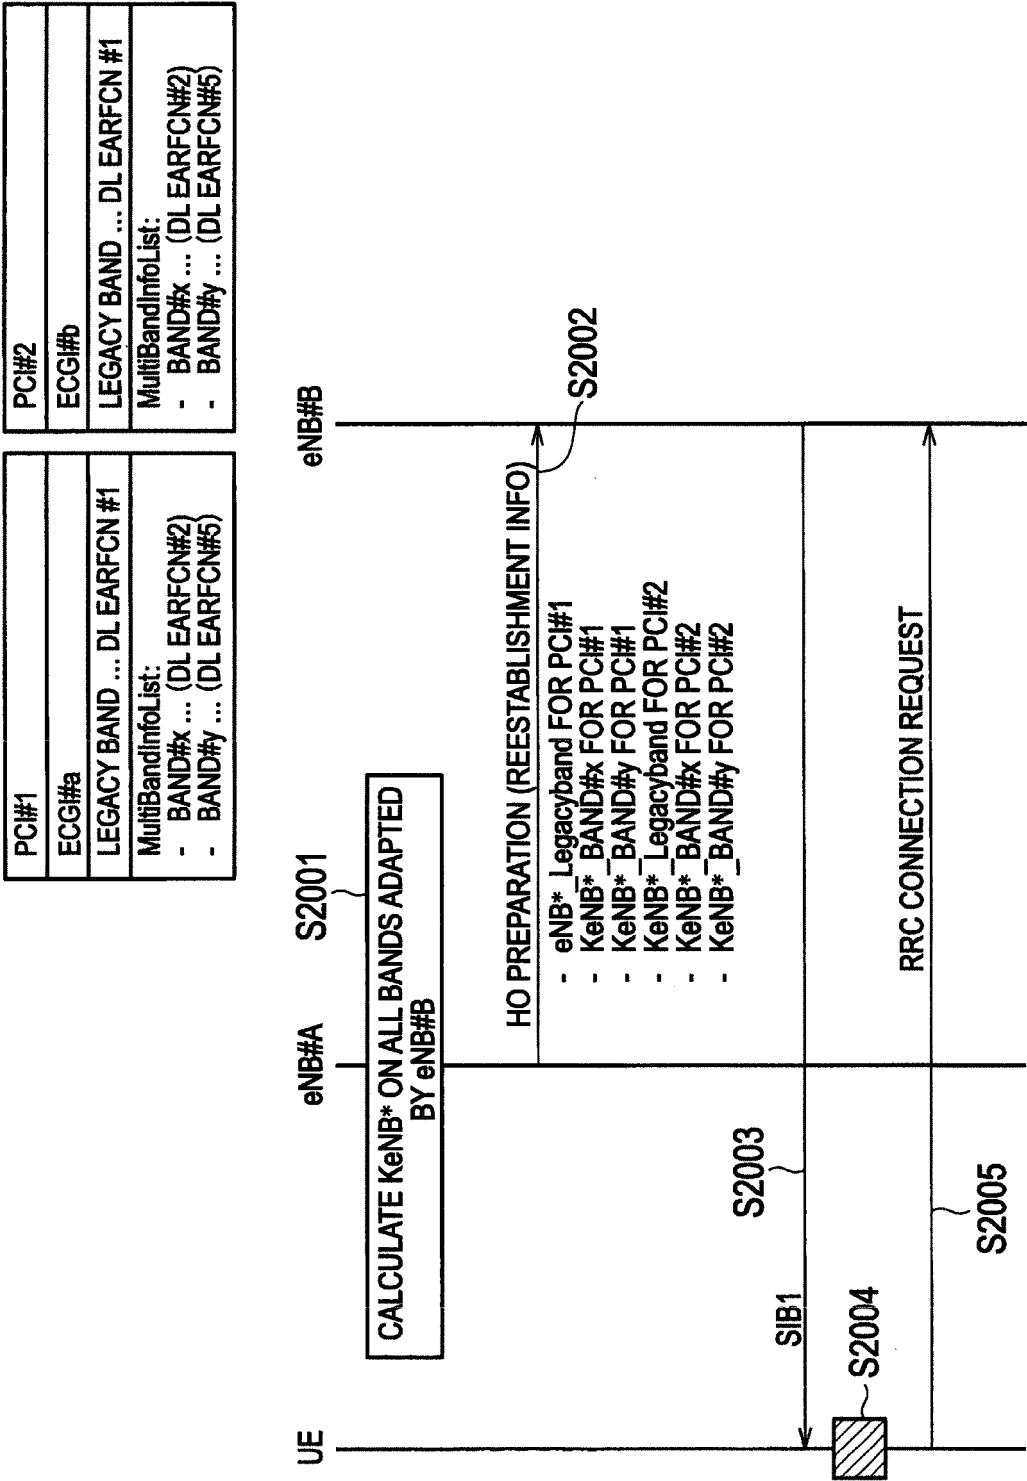 PCI#1
ECGI#a
LEGACY BAND ... DL EARFCN #1
MultiBandInfoList:
- BAND#x ... (DL EARFCN#2)
- BAND#y ... (DL EARFCN#5)
PCI#2
ECGI#b
LEGACY BAND ... DL EARFCN #1
MultiBandInfoList:
- BAND#x ... (DL EARFCN#2)
- BAND#y ... (DL EARFCN#5)
UE
eNB#A
eNB#B
S2001
CALCULATE KeNB* ON ALL BANDS ADAPTED
BY eNB#B
HO PREPARATION (REESTABLISHMENT INFO)
S2002
- eNB*_Legacyband FOR PCI#1
- KeNB*_BAND#x FOR PCI#1
- KeNB*_BAND#y FOR PCI#1
- KeNB*_Legacyband FOR PCI#2
- KeNB*_BAND#x FOR PCI#2
- KeNB*_BAND#y FOR PCI#2
SIB1
S2003
S2004
RRC CONNECTION REQUEST
S2005